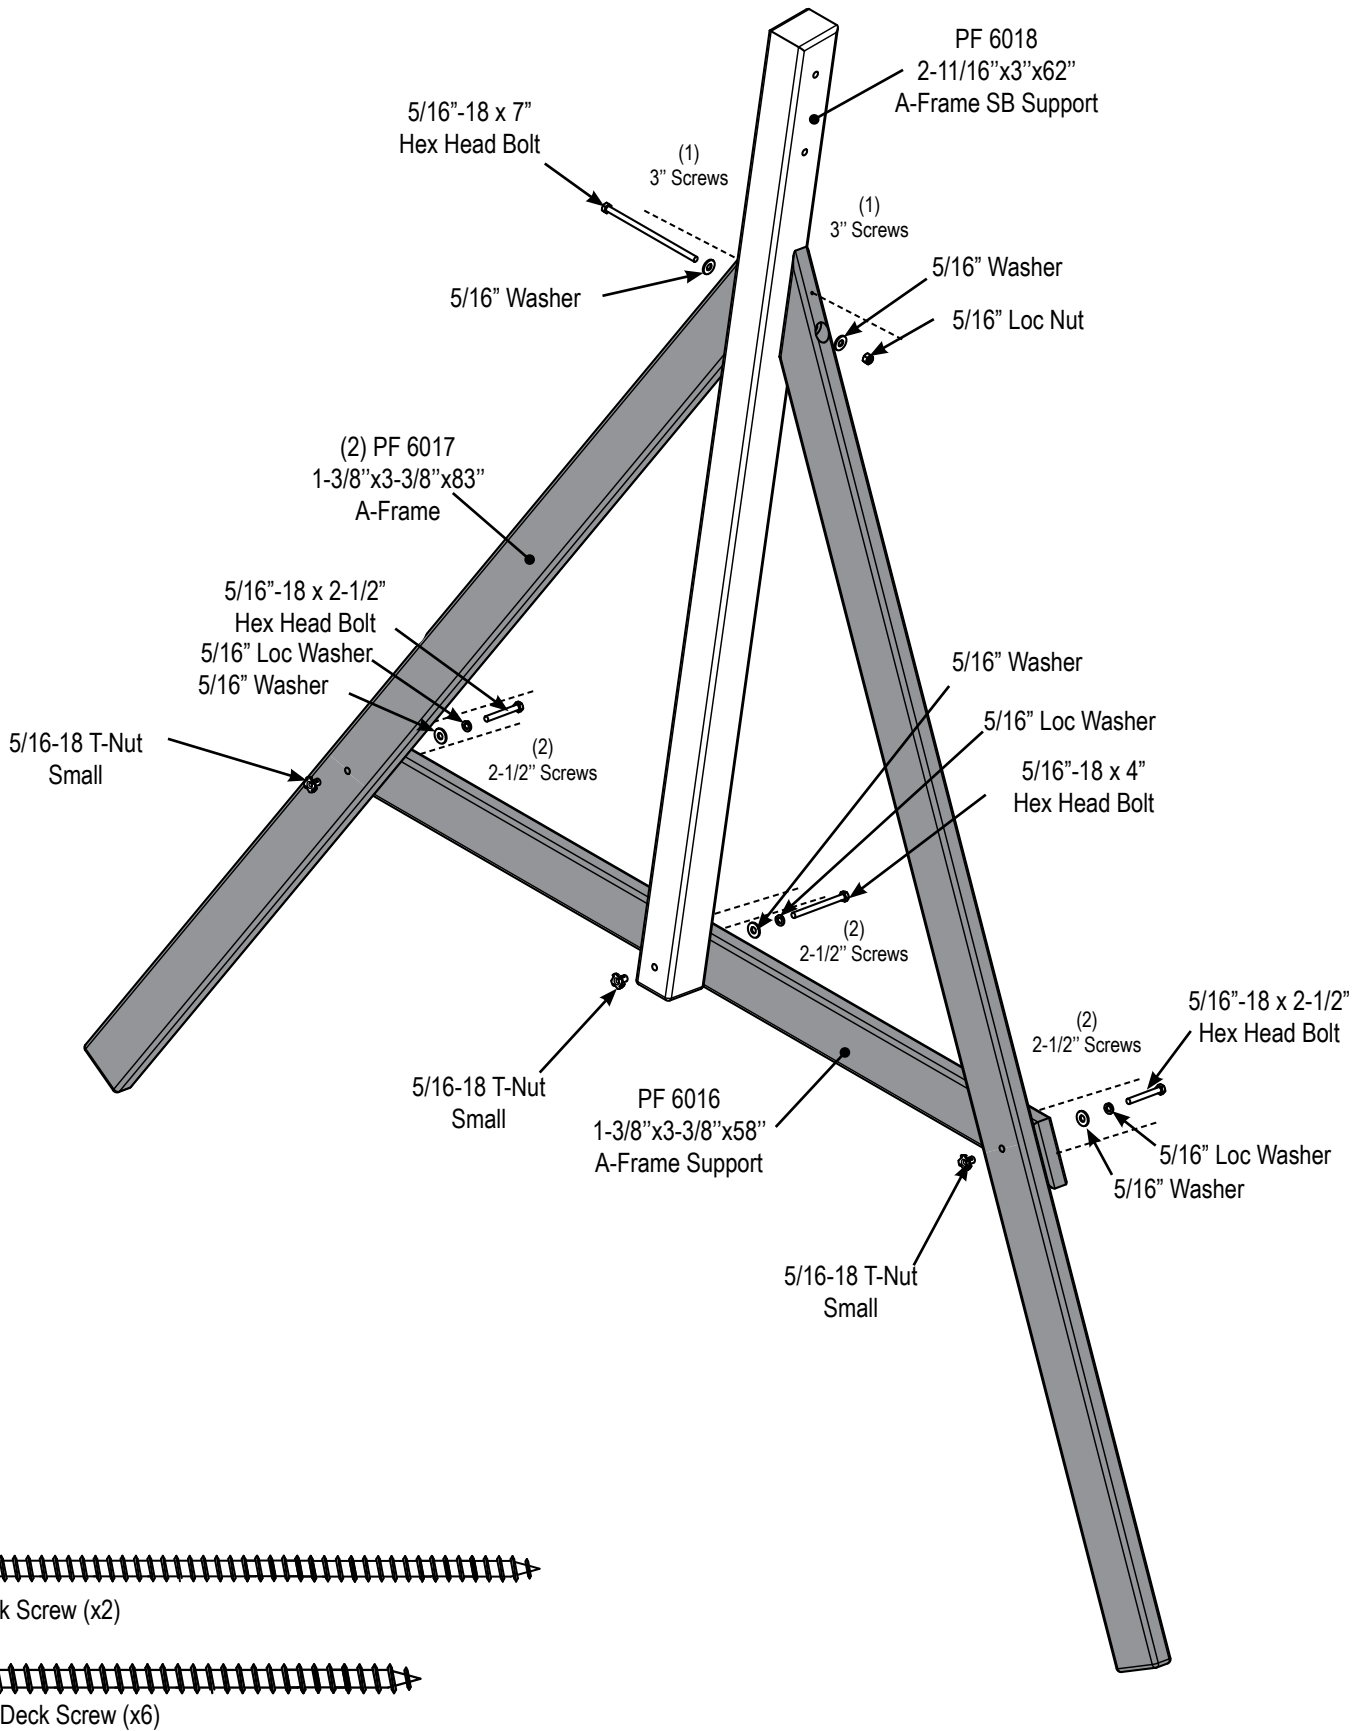 PF 6018
2-11/16’’x3’’x62’’
A-Frame SB Support
5/16”-18 x 7”
Hex Head Bolt
(1)
3’’ Screws
(1)
3’’ Screws
5/16” Washer
5/16” Washer
5/16” Loc Nut
(2) PF 6017
1-3/8’’x3-3/8’’x83’’
A-Frame
5/16”-18 x 2-1/2”
Hex Head Bolt
5/16” Loc Washer
5/16” Washer
5/16-18 T-Nut
Small
(2)
2-1/2’’ Screws
5/16” Washer
5/16” Loc Washer
5/16”-18 x 4”
Hex Head Bolt
(2)
2-1/2’’ Screws
5/16-18 T-Nut
Small
PF 6016
1-3/8’’x3-3/8’’x58’’
A-Frame Support
(2)
2-1/2’’ Screws
5/16”-18 x 2-1/2”
Hex Head Bolt
5/16” Loc Washer
5/16” Washer
5/16-18 T-Nut
Small
k Screw (x2)
Deck Screw (x6)